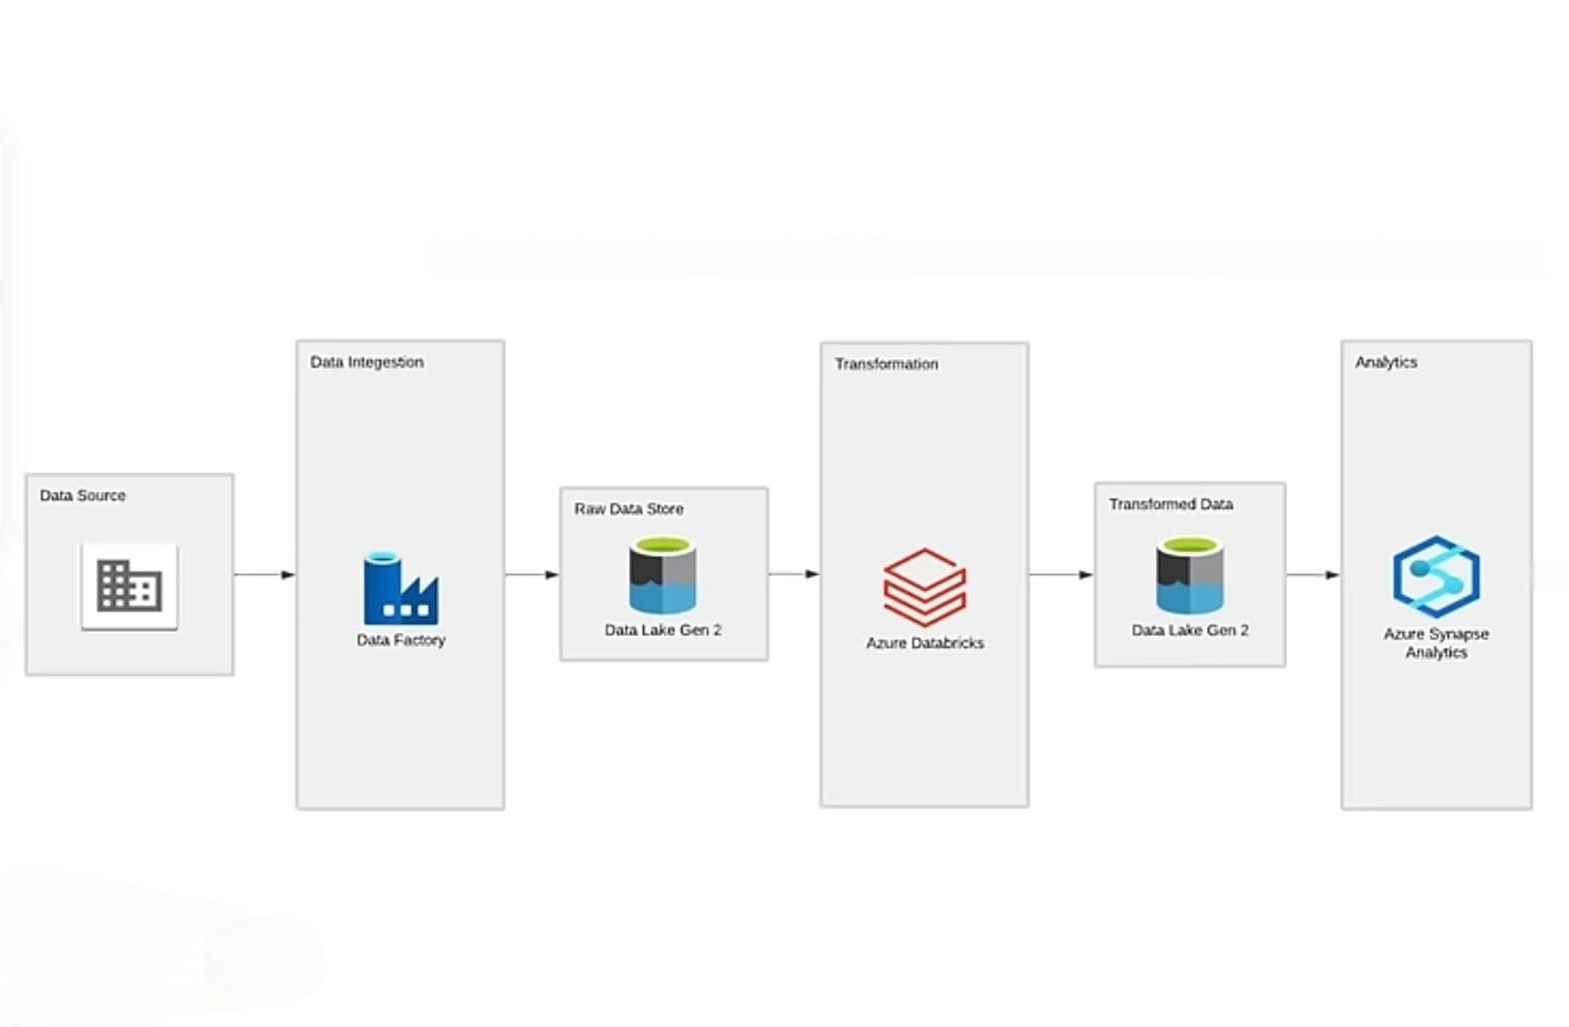 Data Source
Data Integestion
Data Factory
Raw Data Store
Data Lake Gen 2
Transformation
Azure Databricks
Transformed Data
Data Lake Gen 2
Analytics
Azure Synapse
Analytics